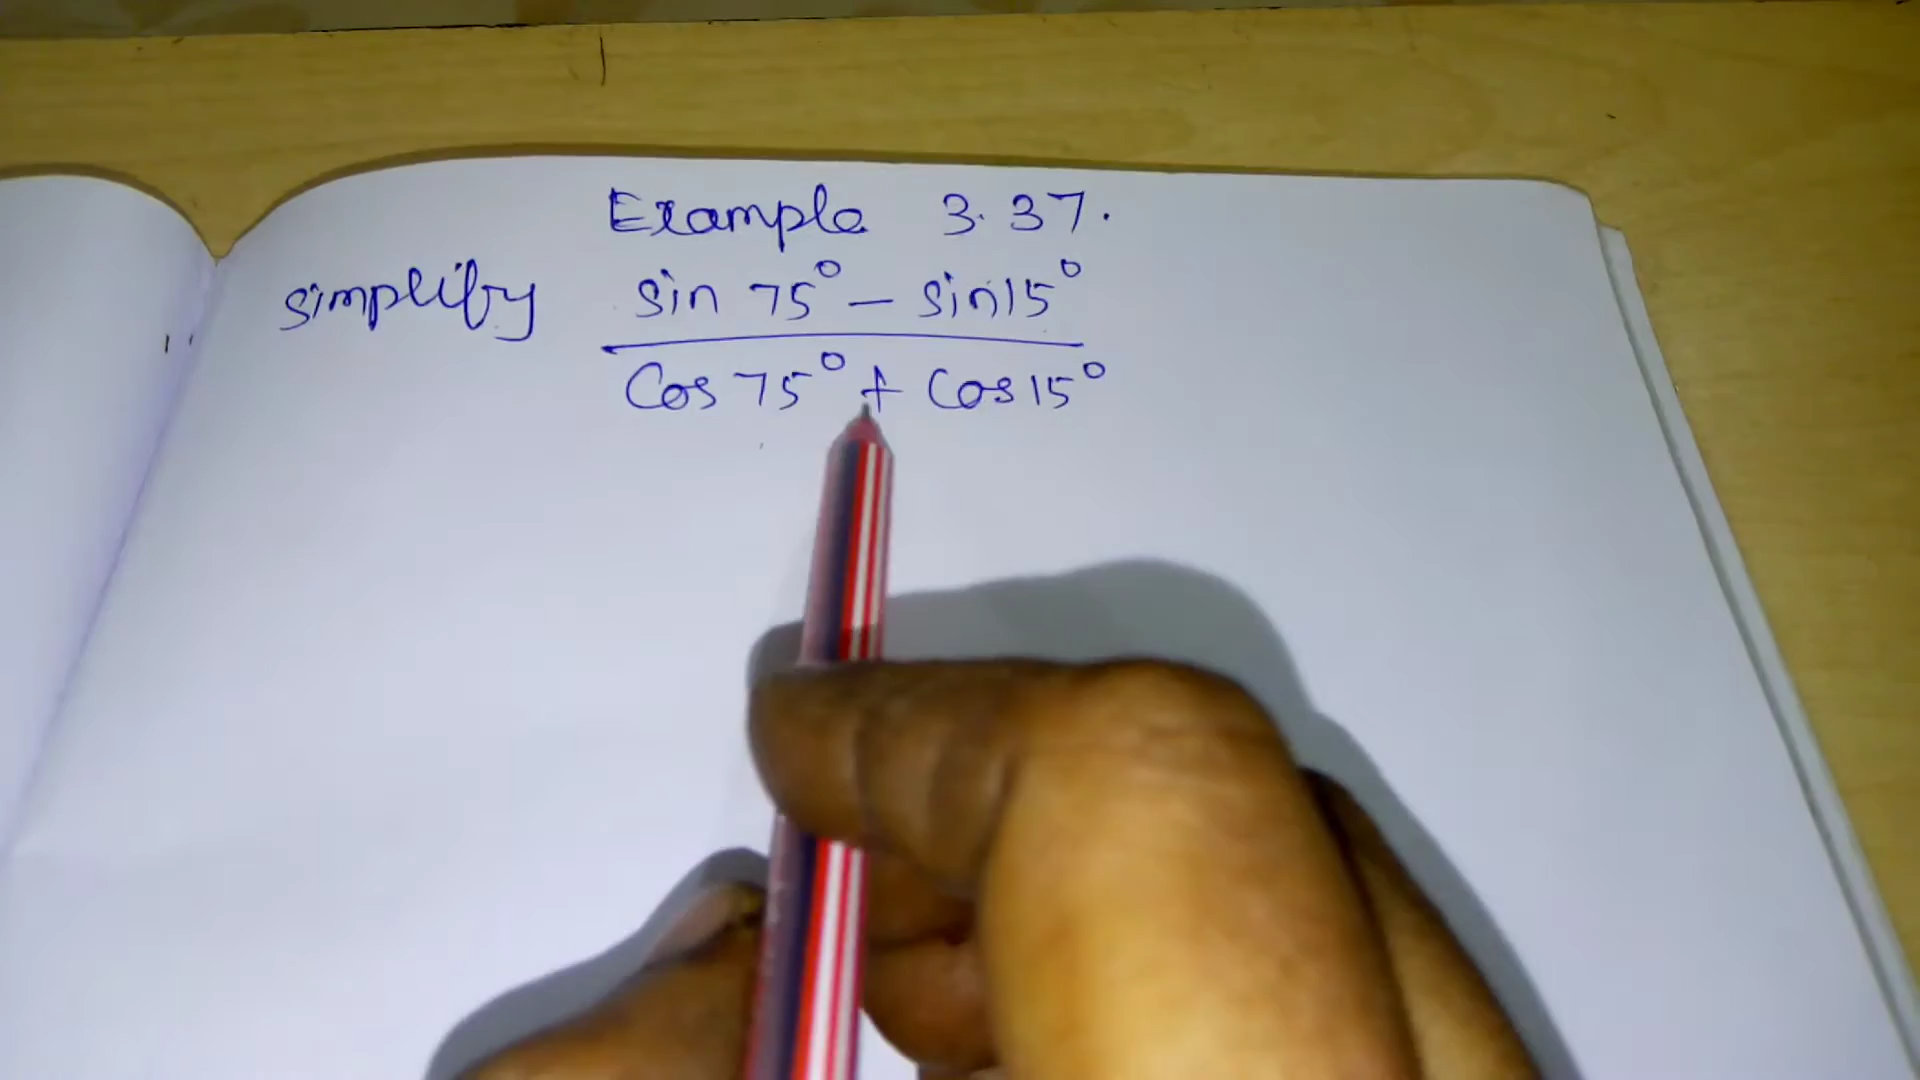 Example 3.37.
simplify sin 75° - sin 15°
Cos 75° + Cos 15°